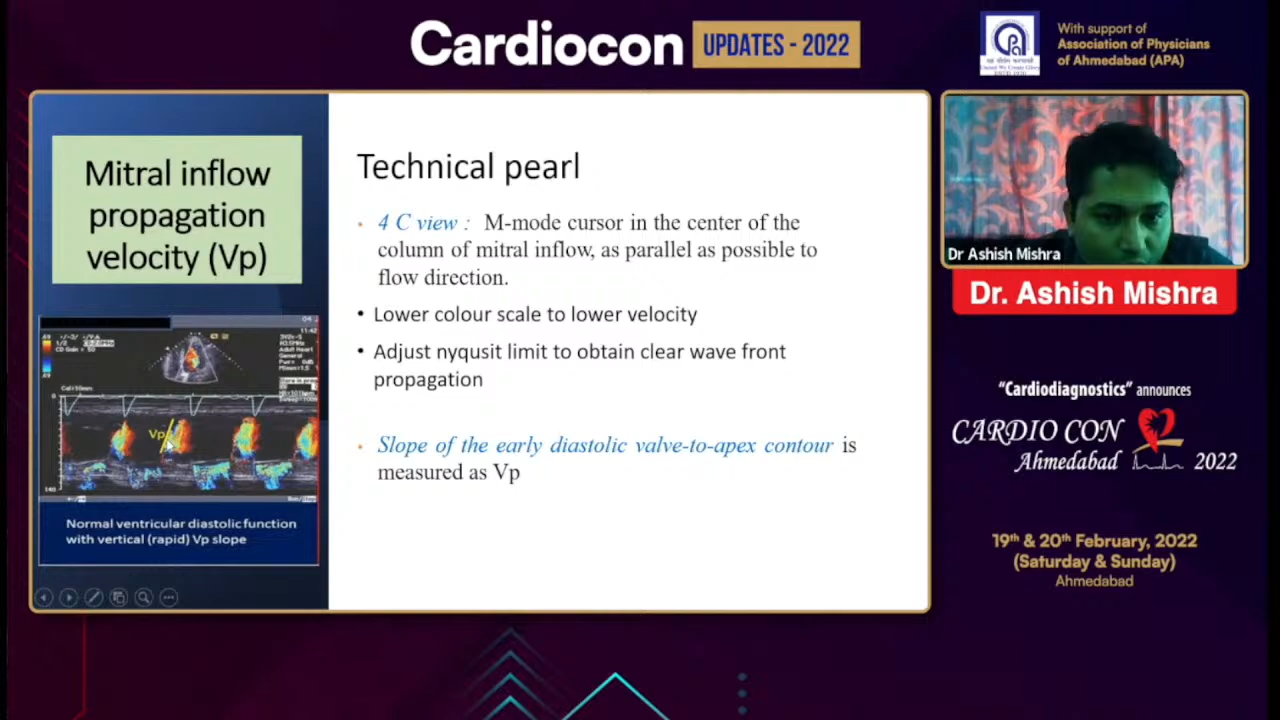 Cardiocon
UPDATES - 2022
With support of
Association of Physicians
of Ahmedabad (APA)
Mitral inflow
propagation
velocity (Vp)
Technical pearl
• 4 C view : M-mode cursor in the center of the
column of mitral inflow, as parallel as possible to
flow direction.
• Lower colour scale to lower velocity
• Adjust nyqusit limit to obtain clear wave front
propagation
• Slope of the early diastolic valve-to-apex contour is
measured as Vp
Vp
Normal ventricular diastolic function
with vertical (rapid) Vp slope
Dr Ashish Mishra
Dr. Ashish Mishra
“Cardiodiagnostics” announces
CARDIO CON
Ahmedabad 2022
19th & 20th February, 2022
(Saturday & Sunday)
Ahmedabad